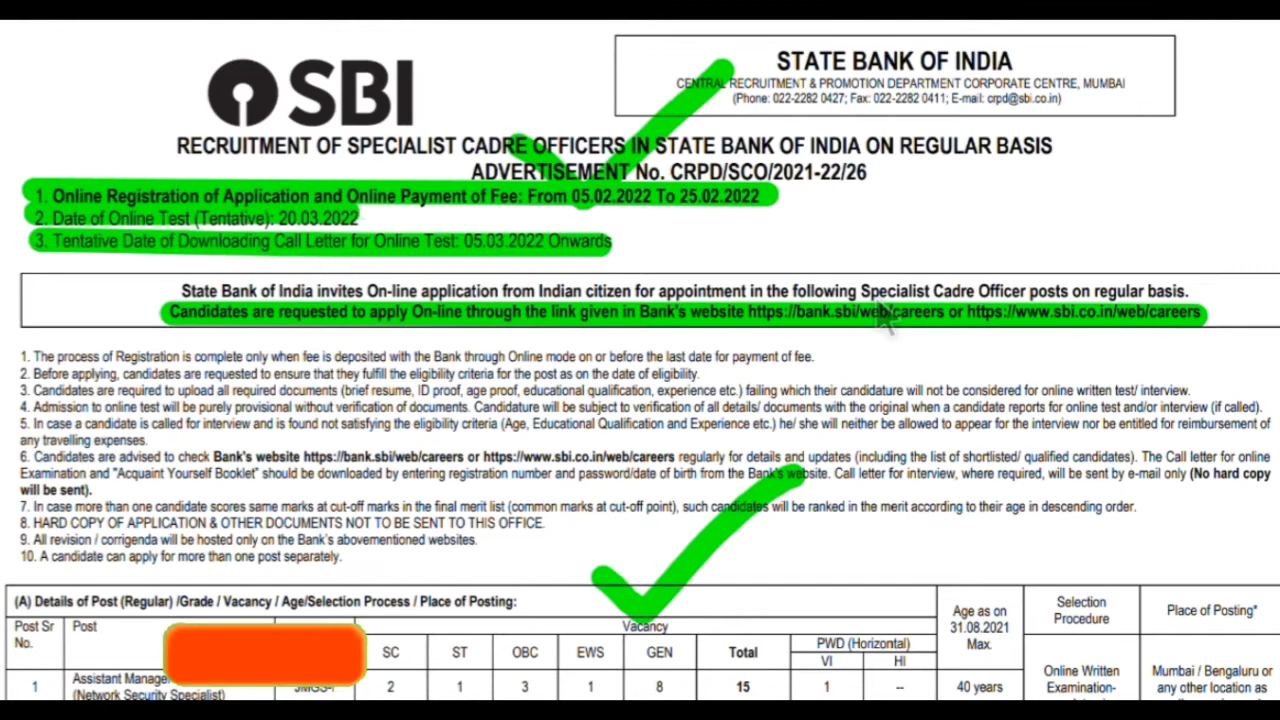 SBI
STATE BANK OF INDIA
CENTRAL RECRUITMENT & PROMOTION DEPARTMENT CORPORATE CENTRE, MUMBAI
(Phone: 022-2282 0427; Fax: 022-2282 0411; E-mail: crpd@sbi.co.in)
RECRUITMENT OF SPECIALIST CADRE OFFICERS IN STATE BANK OF INDIA ON REGULAR BASIS
ADVERTISEMENT No. CRPD/SCO/2021-22/26
1. Online Registration of Application and Online Payment of Fee: From 05.02.2022 To 25.02.2022
2. Date of Online Test (Tentative): 20.03.2022
3. Tentative Date of Downloading Call Letter for Online Test: 05.03.2022 Onwards
State Bank of India invites On-line application from Indian citizen for appointment in the following Specialist Cadre Officer posts on regular basis.
Candidates are requested to apply On-line through the link given in Bank's website https://bank.sbi/web/careers or https://www.sbi.co.in/web/careers
1. The process of Registration is complete only when fee is deposited with the Bank through Online mode on or before the last date for payment of fee.
2. Before applying, candidates are requested to ensure that they fulfill the eligibility criteria for the post as on the date of eligibility.
3. Candidates are required to upload all required documents (brief resume, ID proof, age proof, educational qualification, experience etc.) failing which their candidature will not be considered for online written test/ interview.
4. Admission to online test will be purely provisional without verification of documents. Candidature will be subject to verification of all details/ documents with the original when a candidate reports for online test and/or interview (if called).
5. In case a candidate is called for interview and is found not satisfying the eligibility criteria (Age, Educational Qualification and Experience etc.) he/ she will neither be allowed to appear for the interview nor be entitled for reimbursement of
any travelling expenses.
6. Candidates are advised to check Bank's website https://bank.sbi/web/careers or https://www.sbi.co.in/web/careers regularly for details and updates (including the list of shortlisted/ qualified candidates). The Call letter for online
Examination and "Acquaint Yourself Booklet" should be downloaded by entering registration number and password/date of birth from the Bank's website. Call letter for interview, where required, will be sent by e-mail only (No hard copy
will be sent).
7. In case more than one candidate scores same marks at cut-off marks in the final merit list (common marks at cut-off point), such candidates will be ranked in the merit according to their age in descending order.
8. HARD COPY OF APPLICATION & OTHER DOCUMENTS NOT TO BE SENT TO THIS OFFICE.
9. All revision / corrigenda will be hosted only on the Bank's abovementioned websites.
10. A candidate can apply for more than one post separately.
(A) Details of Post (Regular) /Grade / Vacancy / Age/Selection Process / Place of Posting:
Post Sr No. Post Vacancy Age as on 31.08.2021 Max. Selection Procedure Place of Posting*
SC ST OBC EWS GEN Total PWD (Horizontal)
VI HI
1 Assistant Manager (Network Security Specialist) 2 1 3 1 8 15 1 -- 40 years Online Written Examination- Mumbai / Bengaluru or any other location as